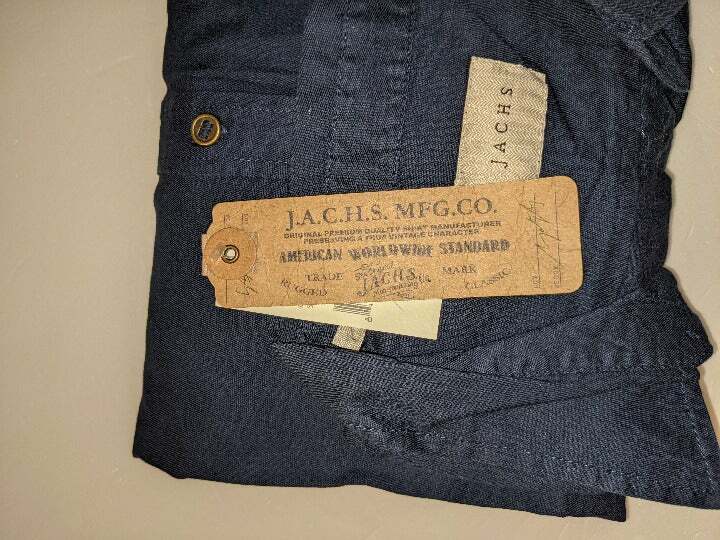 JACHS
J.A.C.H.S. MFG.CO.
ORIGINAL PREMIUM QUALITY SHIRT MANUFACTURER
PRESERVING A TRUE VINTAGE CHARACTER
AMERICAN WORLDWIDE STANDARD
TRADE MARK
RUGGED JACHS CLASSIC